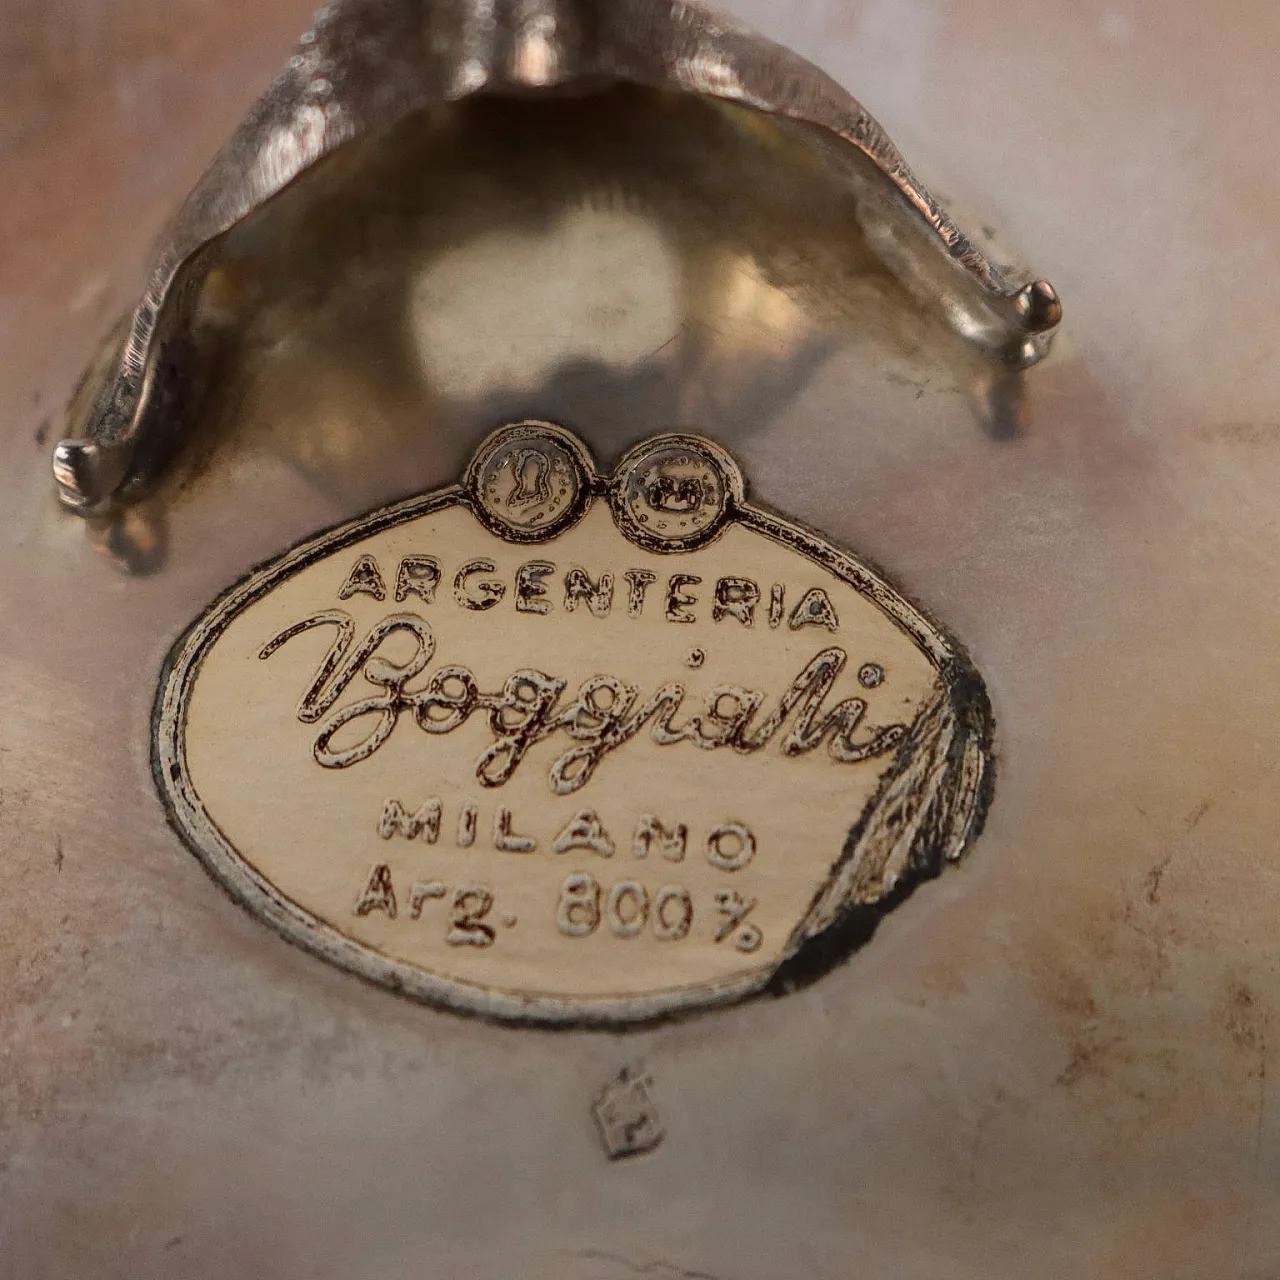 M
ARGENTERIA
Boggiali
MILANO
Arg. 800‰